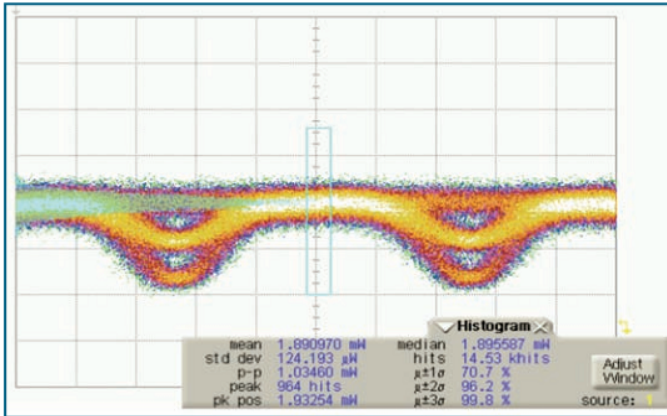 Histogram
mean 1.890970 mW median 1.895587 mW
std dev 124.193 µW hits 14.53 khits
p-p 1.03460 mW µ±1σ 70.7 %
peak 964 hits µ±2σ 96.2 %
pk pos 1.93254 mW µ±3σ 99.8 %
Adjust
Window
source: 1